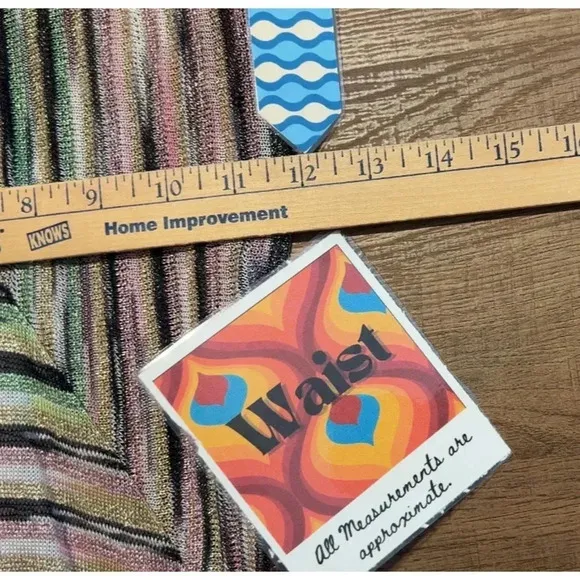 8 9 10 11 12 13 14 15
KNOWS Home Improvement
Waist
All Measurements are
approximate.